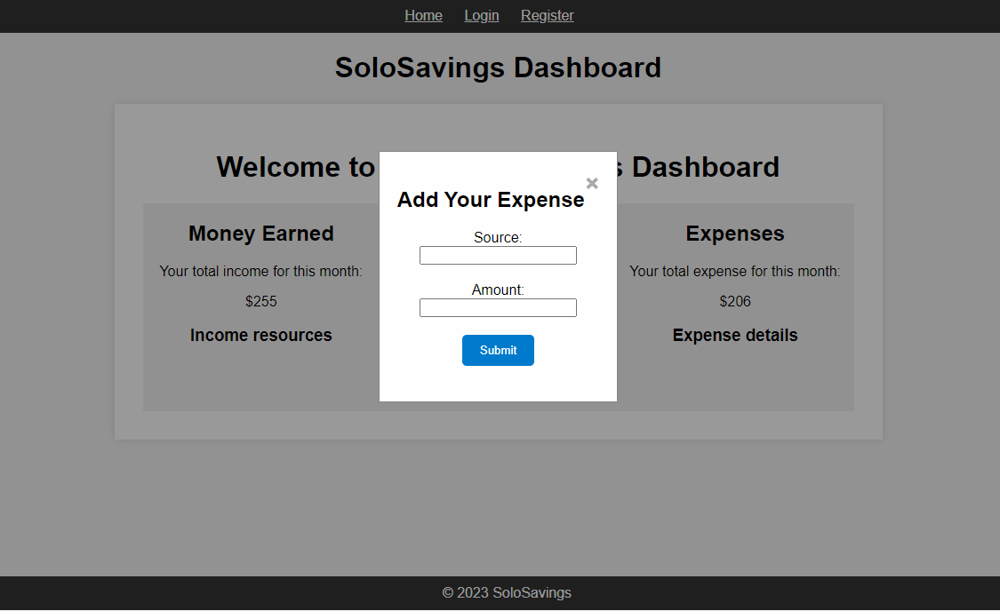 Home Login Register
SoloSavings Dashboard
Welcome to s Dashboard
Money Earned
Your total income for this month:
$255
Income resources
×
Add Your Expense
Source:
Amount:
Submit
Expenses
Your total expense for this month:
$206
Expense details
© 2023 SoloSavings